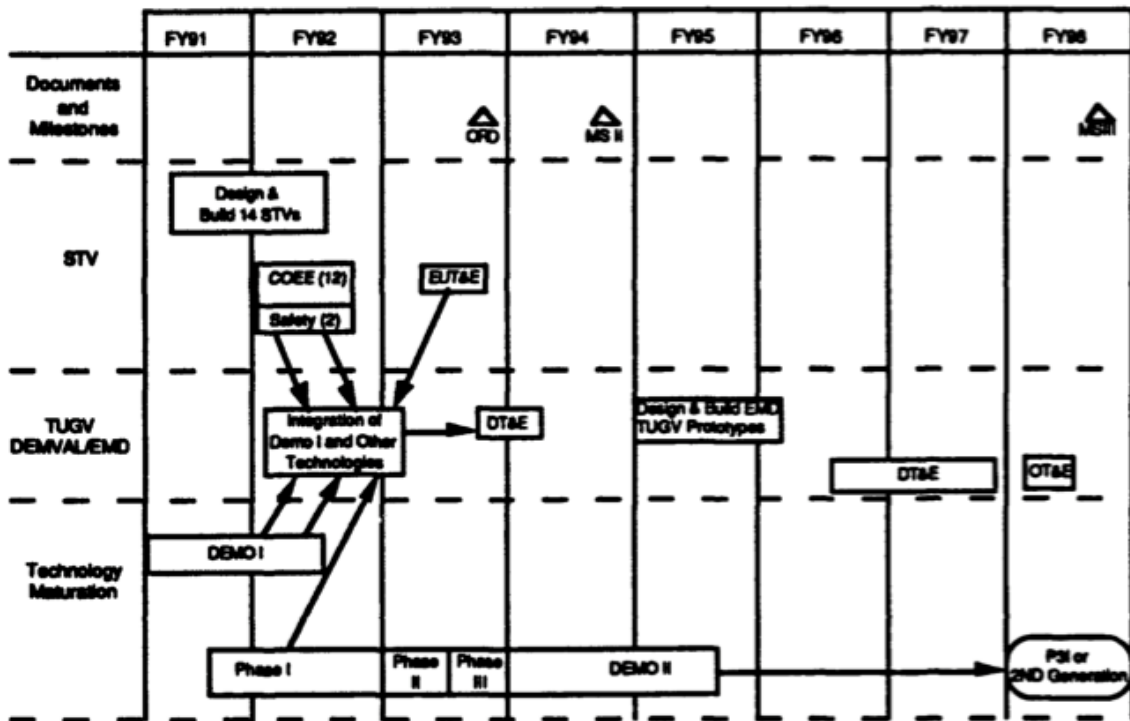 FY91 FY92 FY93 FY94 FY95 FY96 FY97 FY98
Documents
and
Milestones
ORD MS II MSIII
Design &
Build 14 STVs
STV
COEE (12) EUT&E
Safety (2)
TUGV
DEMVAL/EMD
Integration of
Demo I and Other
Technologies
DT&E
Design & Build EMD
TUGV Prototypes
DT&E OT&E
DEMO I
Technology
Maturation
Phase I
Phase
II
Phase
III
DEMO II
P3I or
2ND Generation